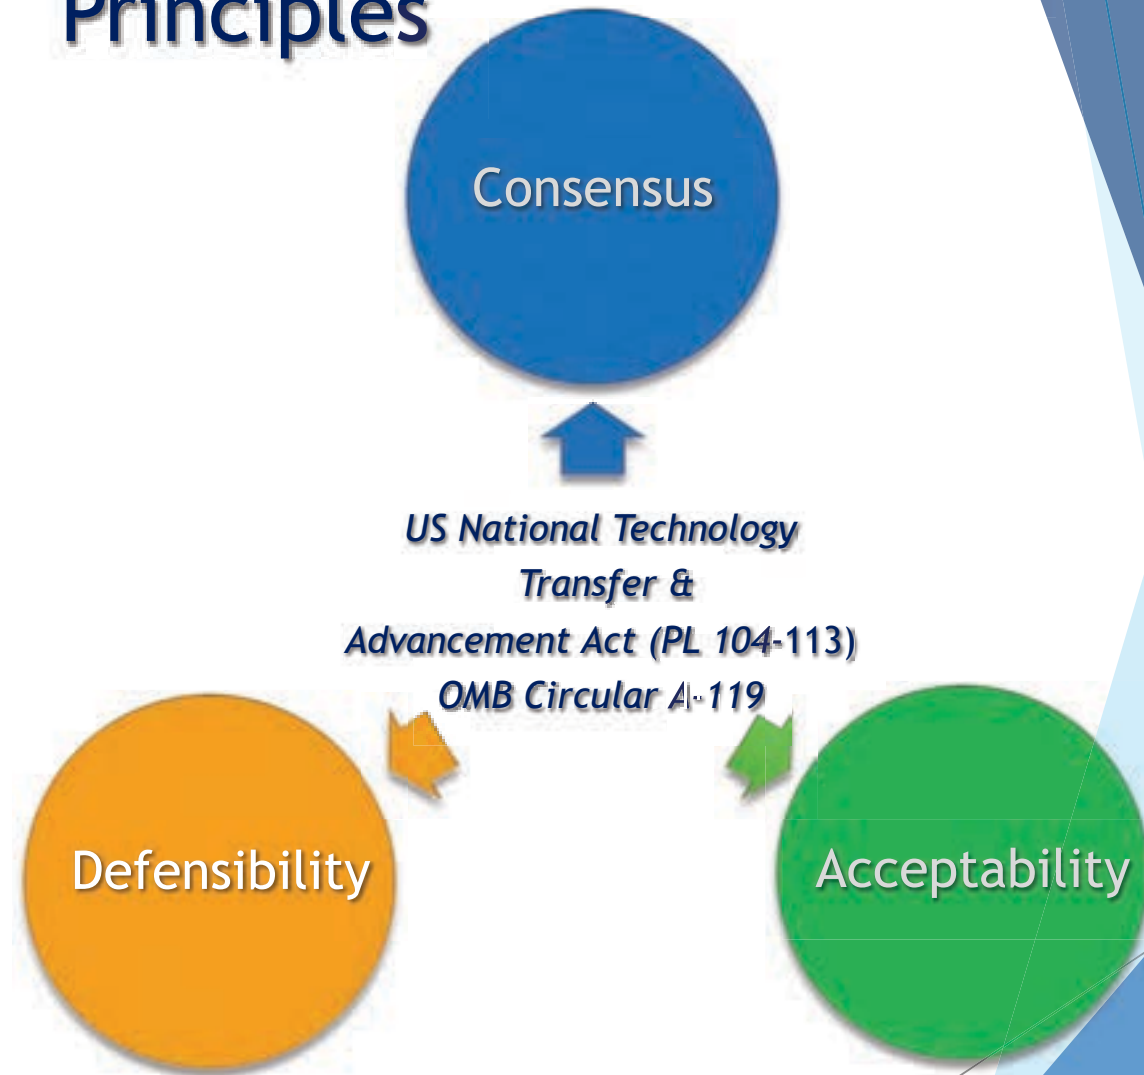 Principles
Consensus
US National Technology
Transfer &
Advancement Act (PL 104-113)
OMB Circular A-119
Defensibility
Acceptability